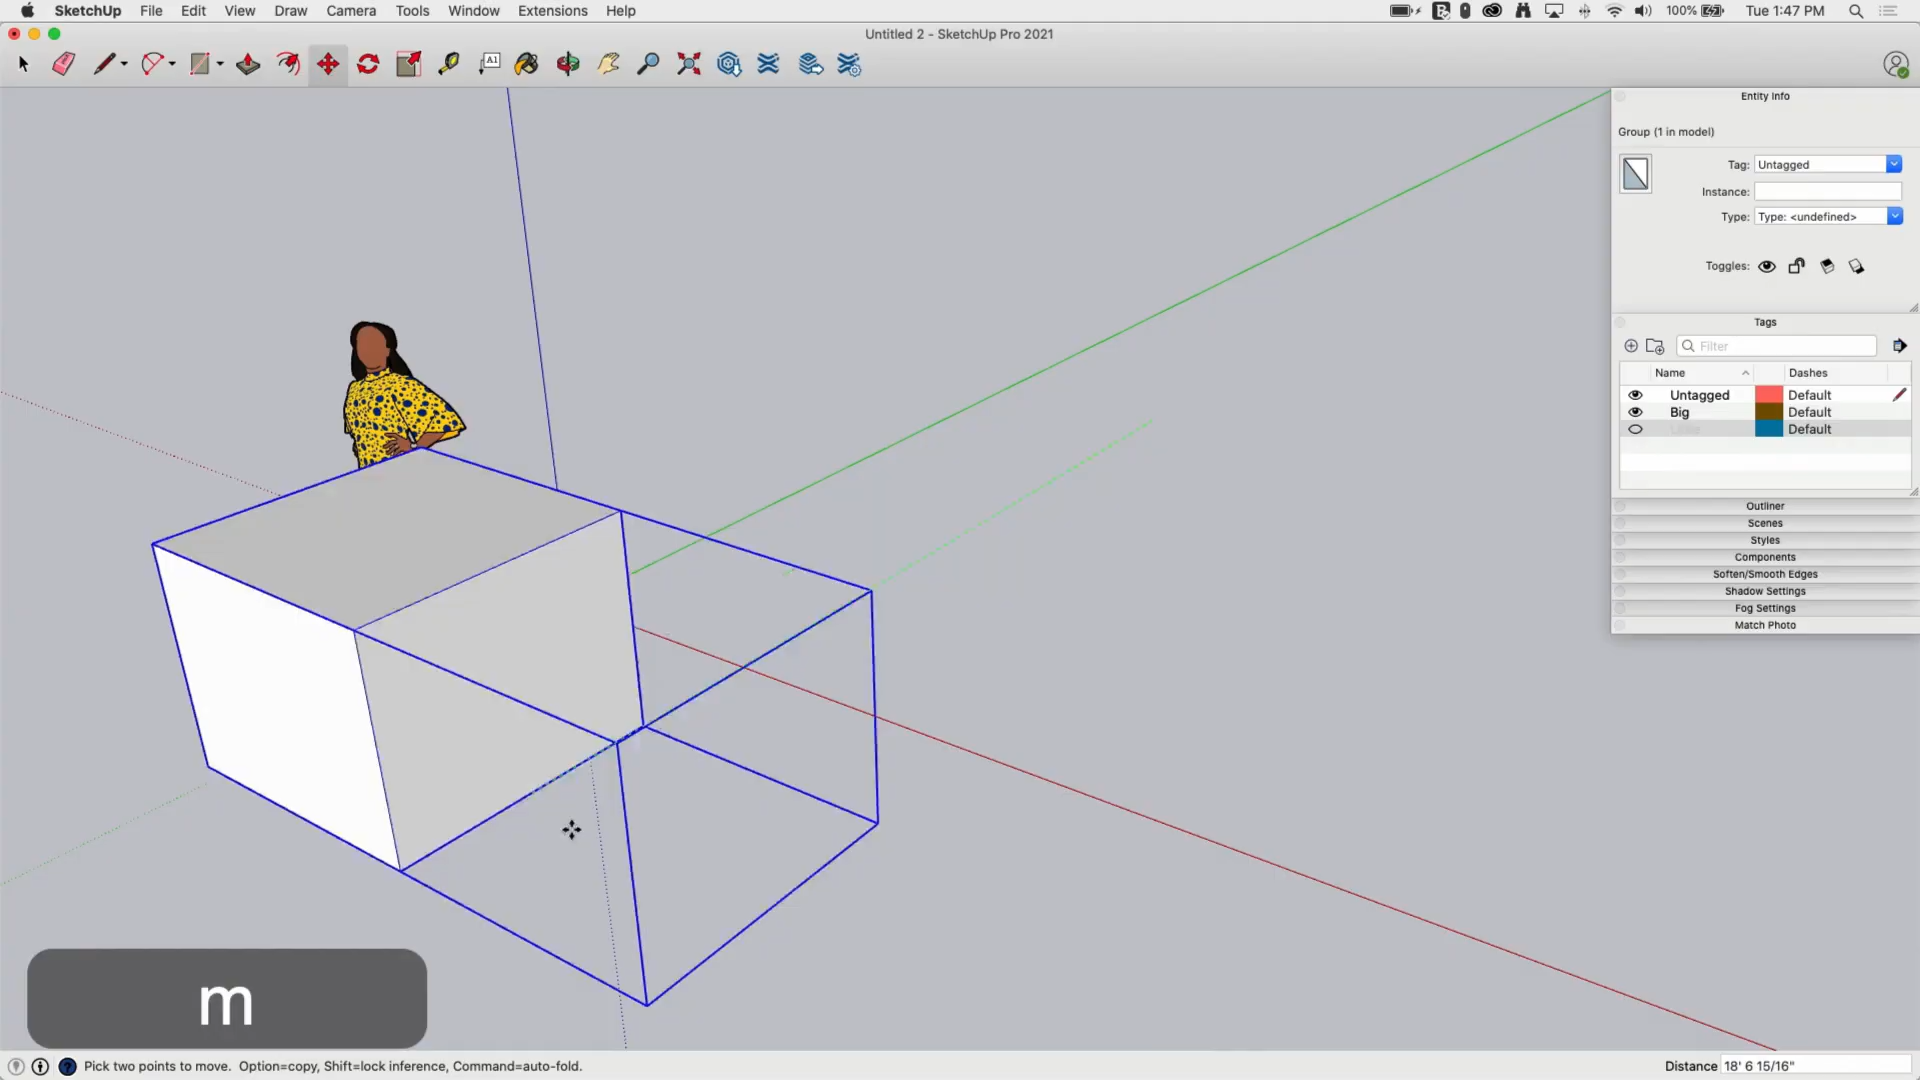 SketchUp File Edit View Draw Camera Tools Window Extensions Help 100% Tue 1:47 PM
Untitled 2 - SketchUp Pro 2021
A1
Entity Info
Group (1 in model)
Tag: Untagged
Instance:
Type: Type: <undefined>
Toggles:
Tags
Filter
Name Dashes
Untagged Default
Big Default
Default
Outliner
Scenes
Styles
Components
Soften/Smooth Edges
Shadow Settings
Fog Settings
Match Photo
m
Pick two points to move. Option=copy, Shift=lock inference, Command=auto-fold. Distance 18' 6 15/16"